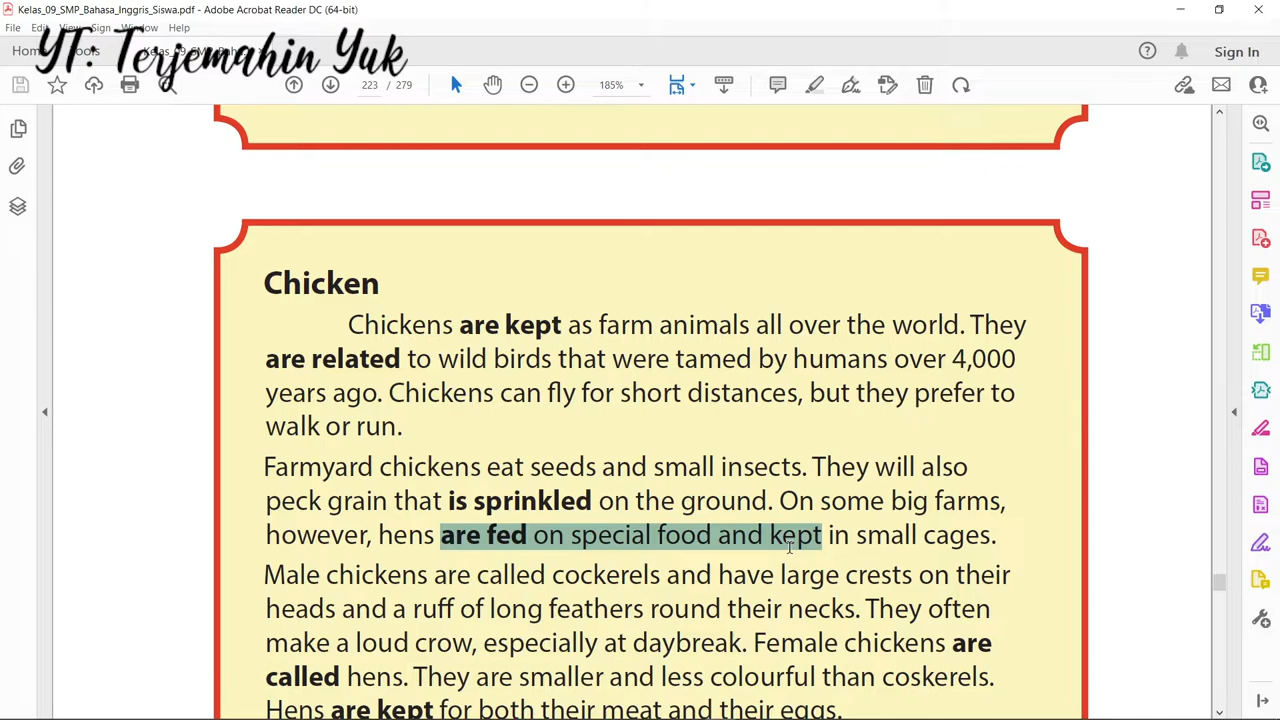 Kelas_09_SMP_Bahasa_Inggris_Siswa.pdf - Adobe Acrobat Reader DC (64-bit)
File Edit View Sign Window Help
YT: Terjemahin Yuk
Sign In
223 / 279
185%
Chicken
Chickens are kept as farm animals all over the world. They
are related to wild birds that were tamed by humans over 4,000
years ago. Chickens can fly for short distances, but they prefer to
walk or run.
Farmyard chickens eat seeds and small insects. They will also
peck grain that is sprinkled on the ground. On some big farms,
however, hens are fed on special food and kept in small cages.
Male chickens are called cockerels and have large crests on their
heads and a ruff of long feathers round their necks. They often
make a loud crow, especially at daybreak. Female chickens are
called hens. They are smaller and less colourful than coskerels.
Hens are kept for both their meat and their eggs.